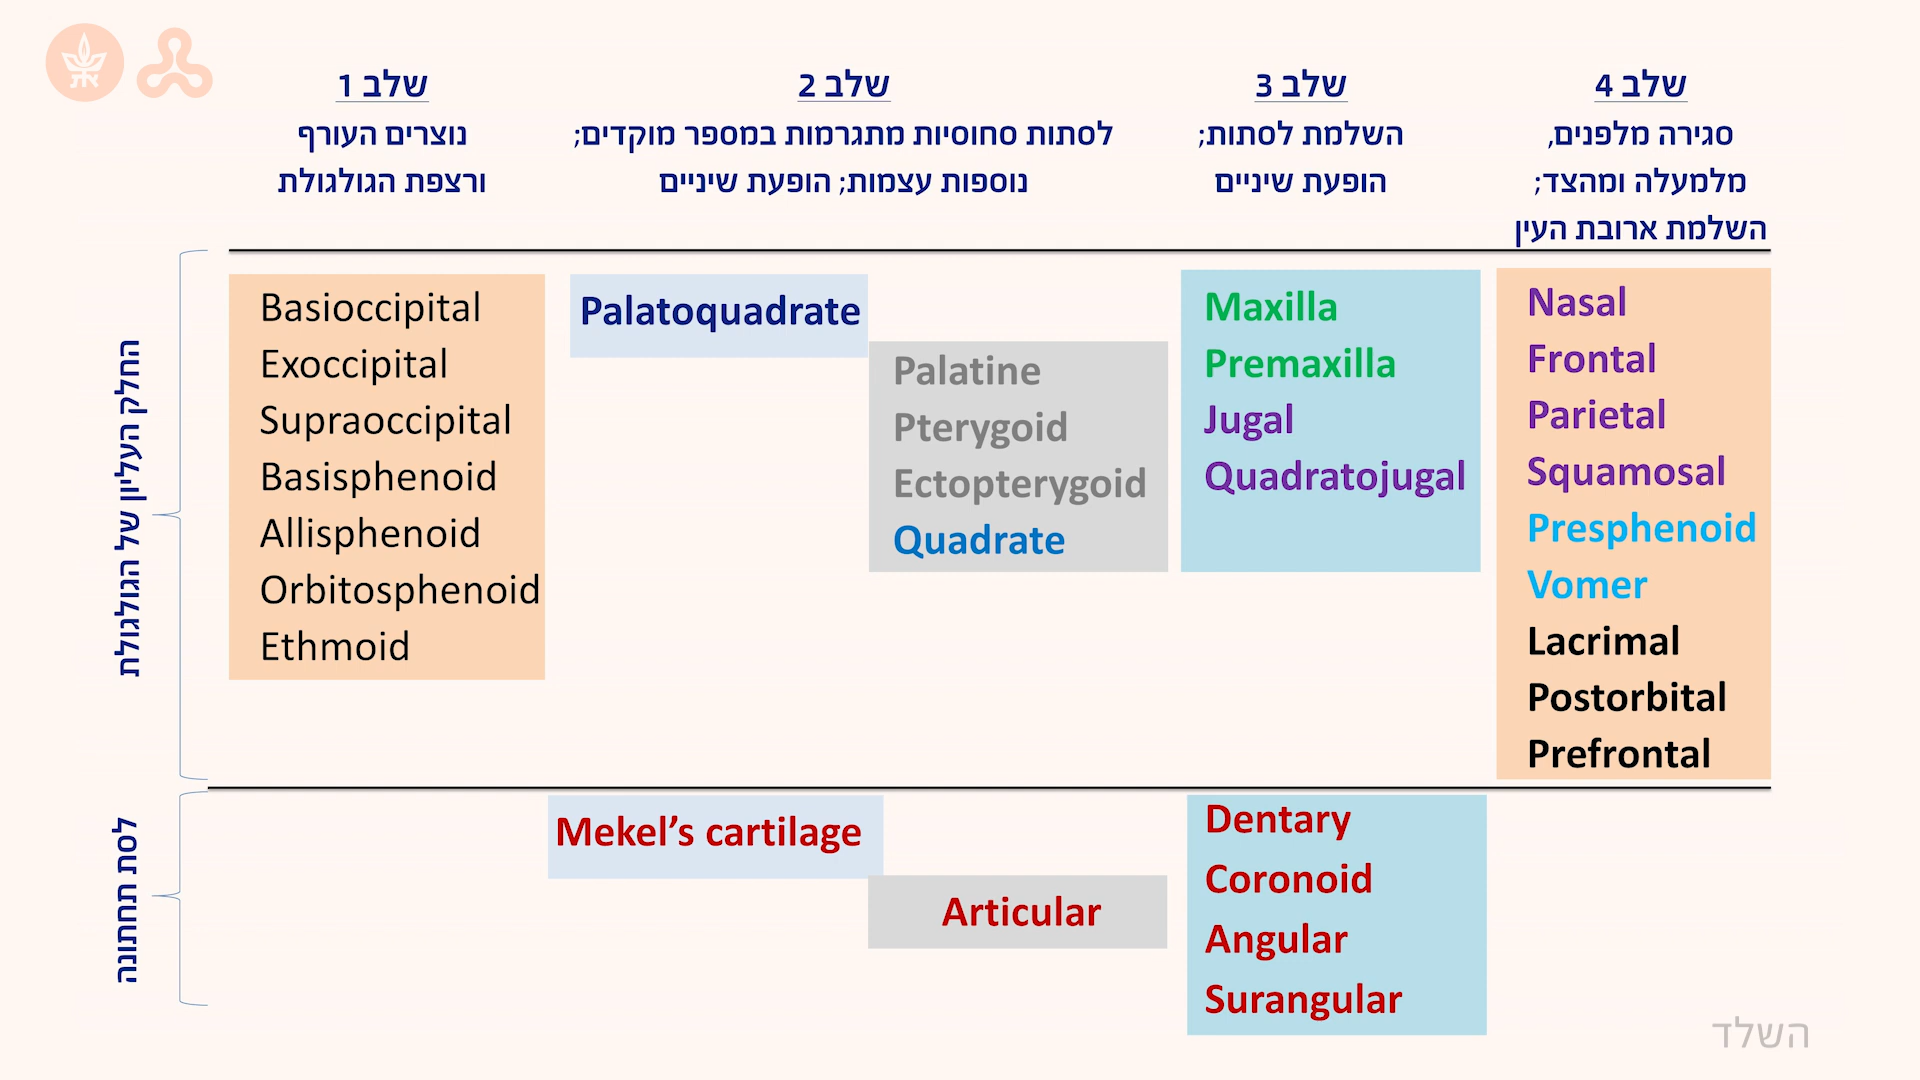 שלב 1
נוצרים העורף
ורצפת הגולגולת
שלב 2
לסתות סחוסיות מתגרמות במספר מוקדים;
נוספות עצמות; הופעת שיניים
שלב 3
השלמת לסתות;
הופעת שיניים
שלב 4
סגירה מלפנים,
מלמעלה ומהצד;
השלמת ארובת העין
החלק העליון של הגולגולת
Basioccipital
Exoccipital
Supraoccipital
Basisphenoid
Allisphenoid
Orbitosphenoid
Ethmoid
Palatoquadrate
Palatine
Pterygoid
Ectopterygoid
Quadrate
Maxilla
Premaxilla
Jugal
Quadratojugal
Nasal
Frontal
Parietal
Squamosal
Presphenoid
Vomer
Lacrimal
Postorbital
Prefrontal
לסת תחתונה
Mekel’s cartilage
Articular
Dentary
Coronoid
Angular
Surangular
השלד